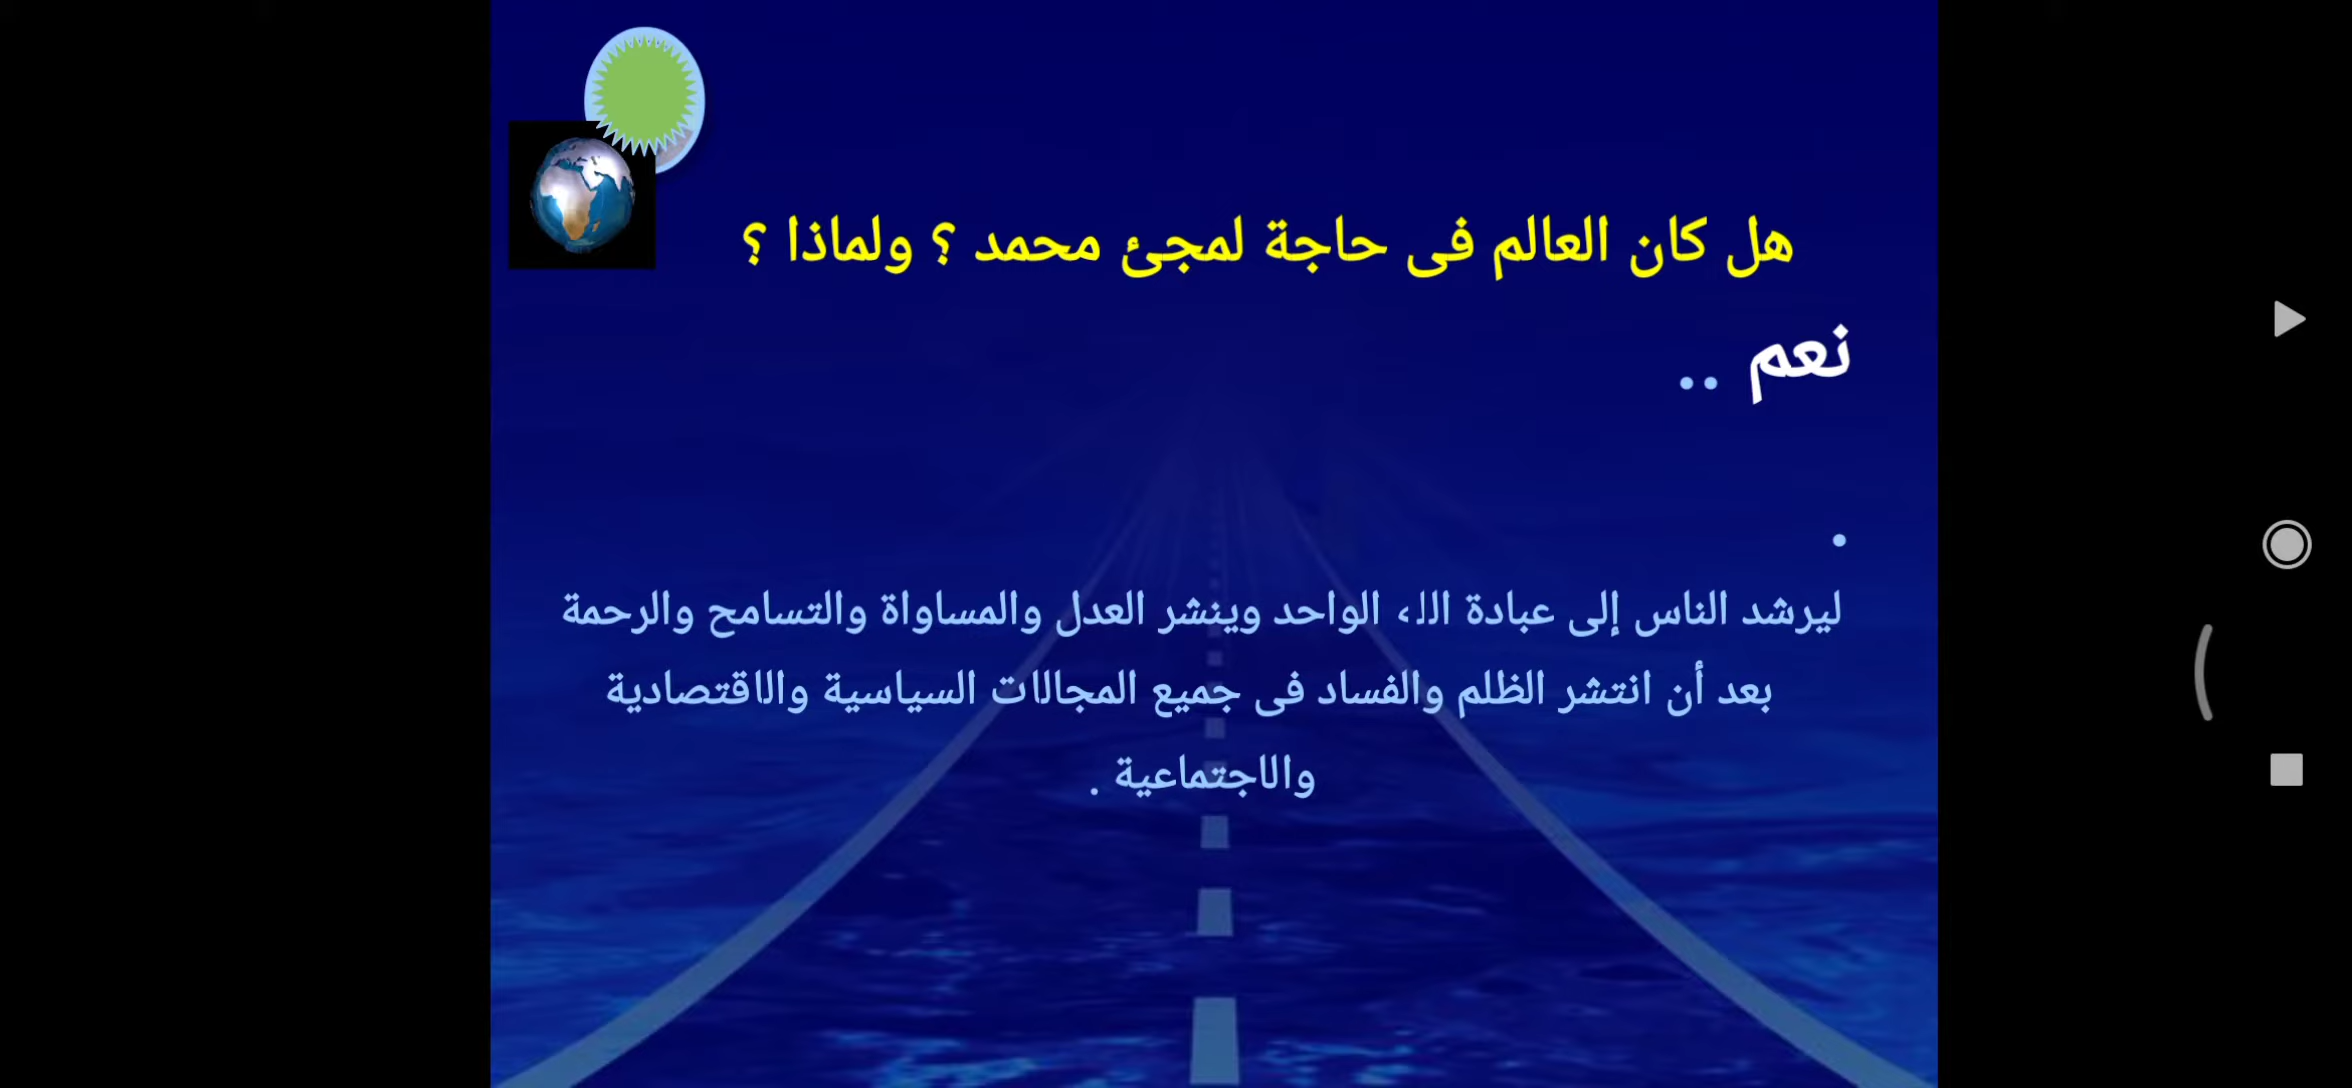 هل كان العالم فى حاجة لمجئ محمد ؟ ولماذا ؟
نعم ..
.
ليرشد الناس إلى عبادة الله الواحد وينشر العدل والمساواة والتسامح والرحمة
بعد أن انتشر الظلم والفساد فى جميع المجالات السياسية والاقتصادية
والاجتماعية .